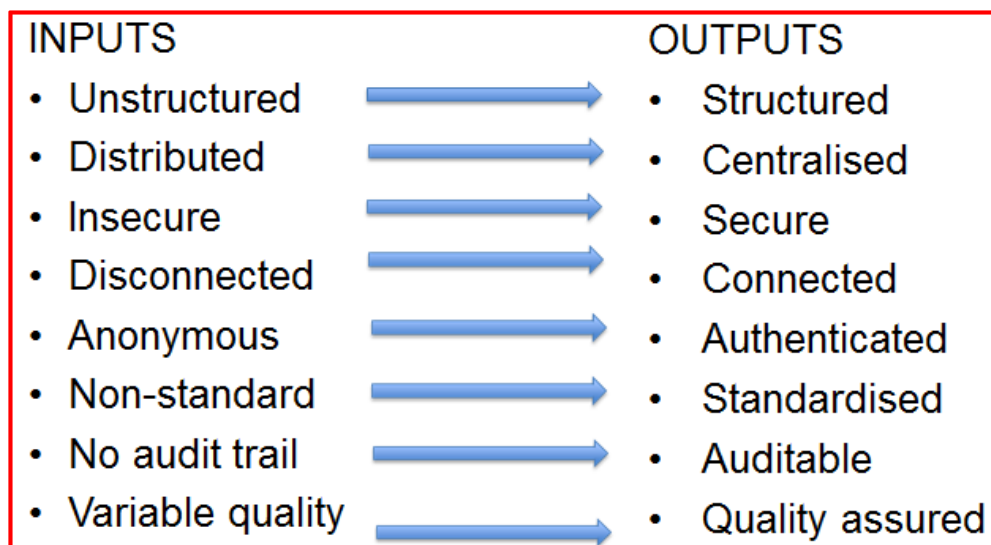 INPUTS OUTPUTS
• Unstructured • Structured
• Distributed • Centralised
• Insecure • Secure
• Disconnected • Connected
• Anonymous • Authenticated
• Non-standard • Standardised
• No audit trail • Auditable
• Variable quality • Quality assured